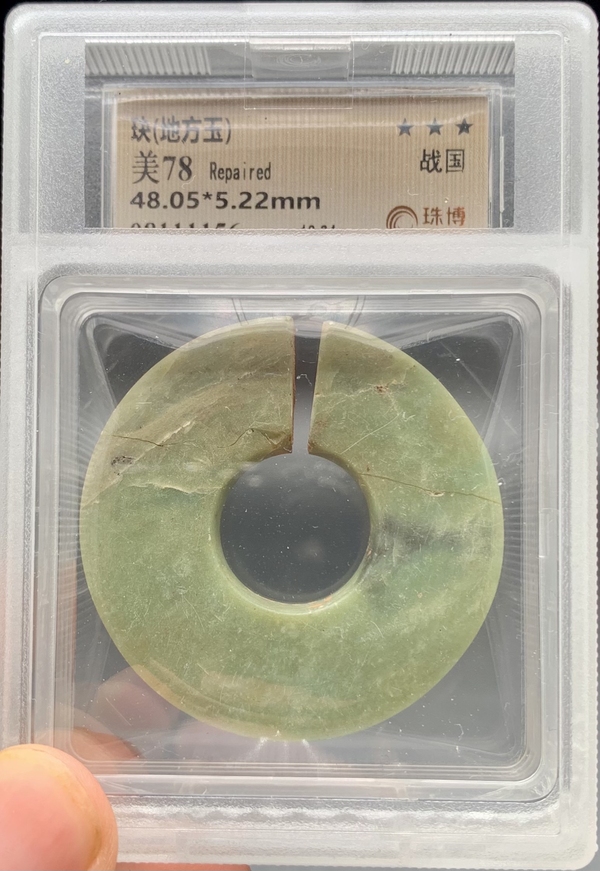 玦(地方玉) ★ ★ ★
美78 Repaired 战国
48.05*5.22mm
珠博